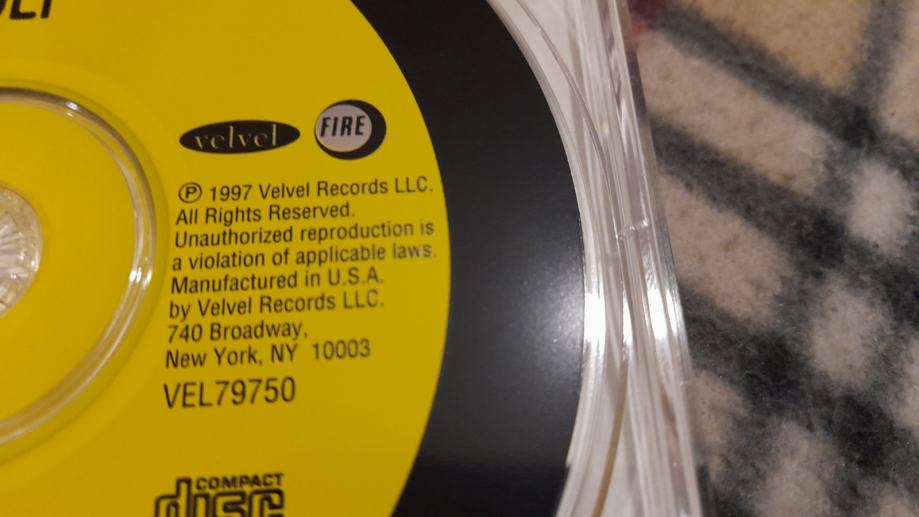 velvel FIRE
℗ 1997 Velvel Records LLC.
All Rights Reserved.
Unauthorized reproduction is
a violation of applicable laws.
Manufactured in U.S.A.
by Velvel Records LLC.
740 Broadway,
New York, NY 10003
VEL79750
COMPACT
disc